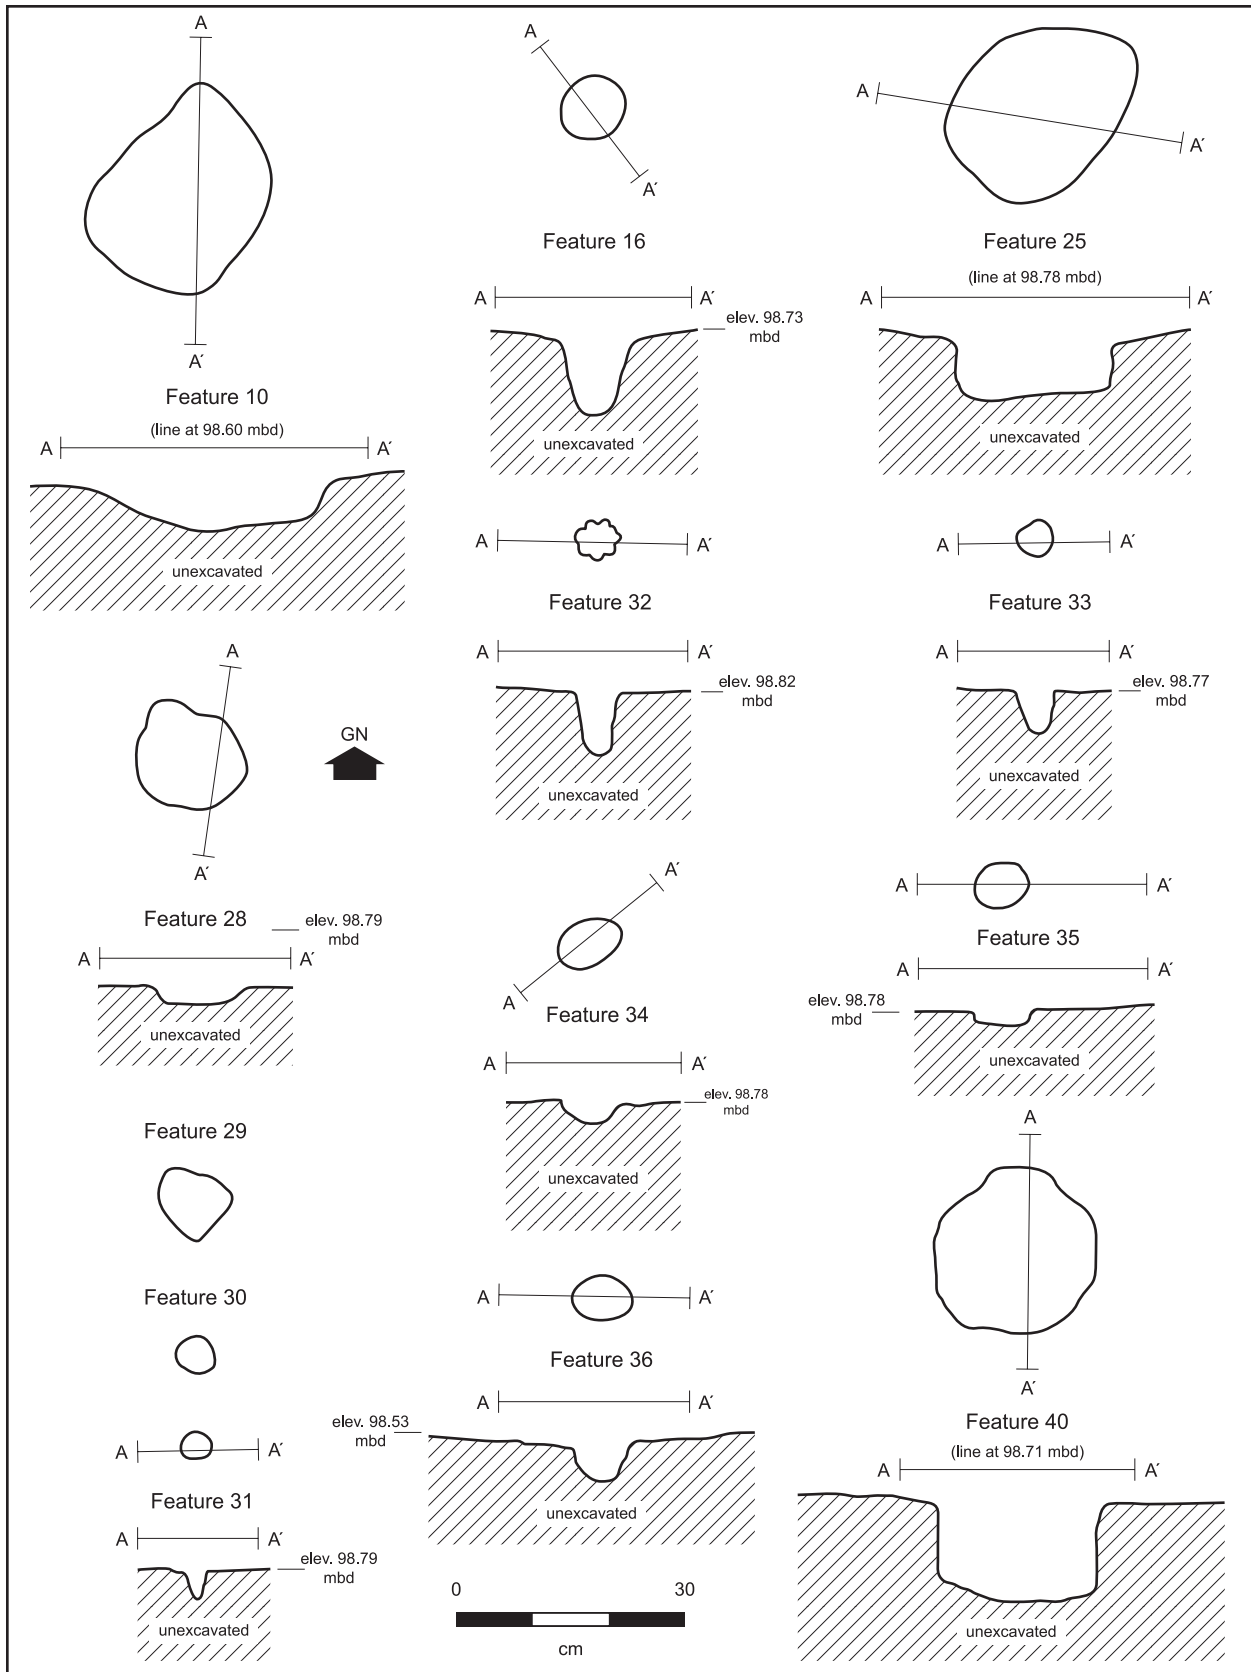 A
A′
Feature 10
(line at 98.60 mbd)
A A′
unexcavated
A
A′
Feature 16
A A′
elev. 98.73
mbd
unexcavated
A
A′
Feature 25
(line at 98.78 mbd)
A A′
unexcavated
A A′
Feature 32
A A′
elev. 98.82
mbd
unexcavated
A A′
Feature 33
A A′
elev. 98.77
mbd
unexcavated
A
A′
GN
Feature 28
elev. 98.79
mbd
A A′
unexcavated
A′
A
Feature 34
A A′
elev. 98.78
mbd
unexcavated
A A′
Feature 35
A A′
elev. 98.78
mbd
unexcavated
Feature 29
Feature 30
A A′
Feature 31
A A′
elev. 98.79
mbd
unexcavated
A A′
Feature 36
A A′
elev. 98.53
mbd
unexcavated
0 30
cm
A
A′
Feature 40
(line at 98.71 mbd)
A A′
unexcavated